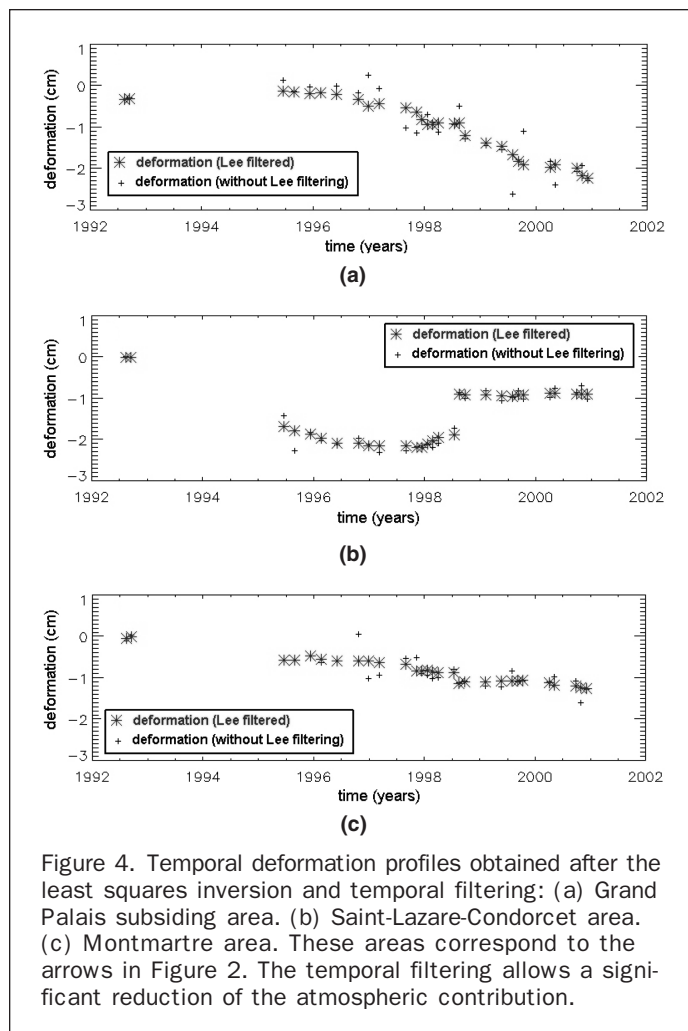 1
0
−1
−2
−3
deformation (cm)
deformation (Lee filtered)
deformation (without Lee filtering)
1992 1994 1996 1998 2000 2002
time (years)
(a)
1
0
−1
−2
−3
deformation (cm)
deformation (Lee filtered)
deformation (without Lee filtering)
1992 1994 1996 1998 2000 2002
time (years)
(b)
1
0
−1
−2
−3
deformation (cm)
deformation (Lee filtered)
deformation (without Lee filtering)
1992 1994 1996 1998 2000 2002
time (years)
(c)
Figure 4. Temporal deformation profiles obtained after the
least squares inversion and temporal filtering: (a) Grand
Palais subsiding area. (b) Saint-Lazare-Condorcet area.
(c) Montmartre area. These areas correspond to the
arrows in Figure 2. The temporal filtering allows a signi-
ficant reduction of the atmospheric contribution.